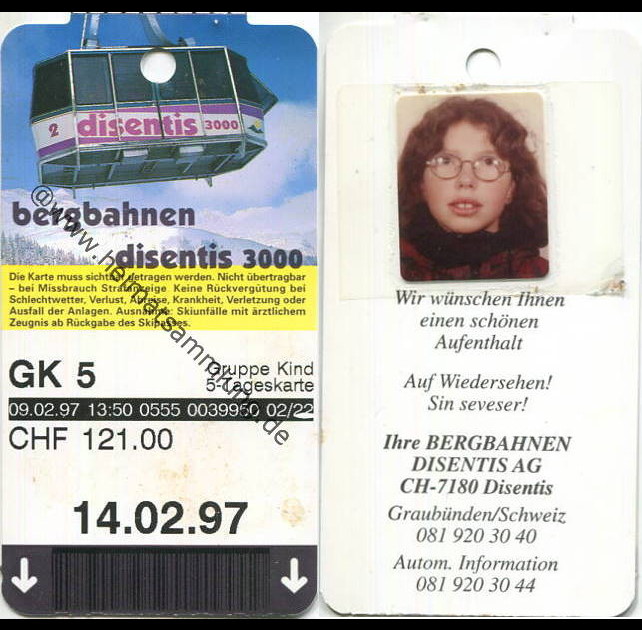 2 disentis 3000
bergbahnen
disentis 3000
Die Karte muss sichtbar getragen werden. Nicht übertragbar
– bei Missbrauch Strafanzeige. Keine Rückvergütung bei
Schlechtwetter, Verlust, Abreise, Krankheit, Verletzung oder
Ausfall der Anlagen. Ausnahme: Skiunfälle mit ärztlichem
Zeugnis ab Rückgabe des Skipasses.
GK 5
Gruppe Kind
5-Tageskarte
09.02.97 13:50 0555 0039950 02/22
CHF 121.00
14.02.97
@www.heimatsammlung.de
Wir wünschen Ihnen
einen schönen
Aufenthalt
Auf Wiedersehen!
Sin seveser!
Ihre BERGBAHNEN
DISENTIS AG
CH-7180 Disentis
Graubünden/Schweiz
081 920 30 40
Autom. Information
081 920 30 44